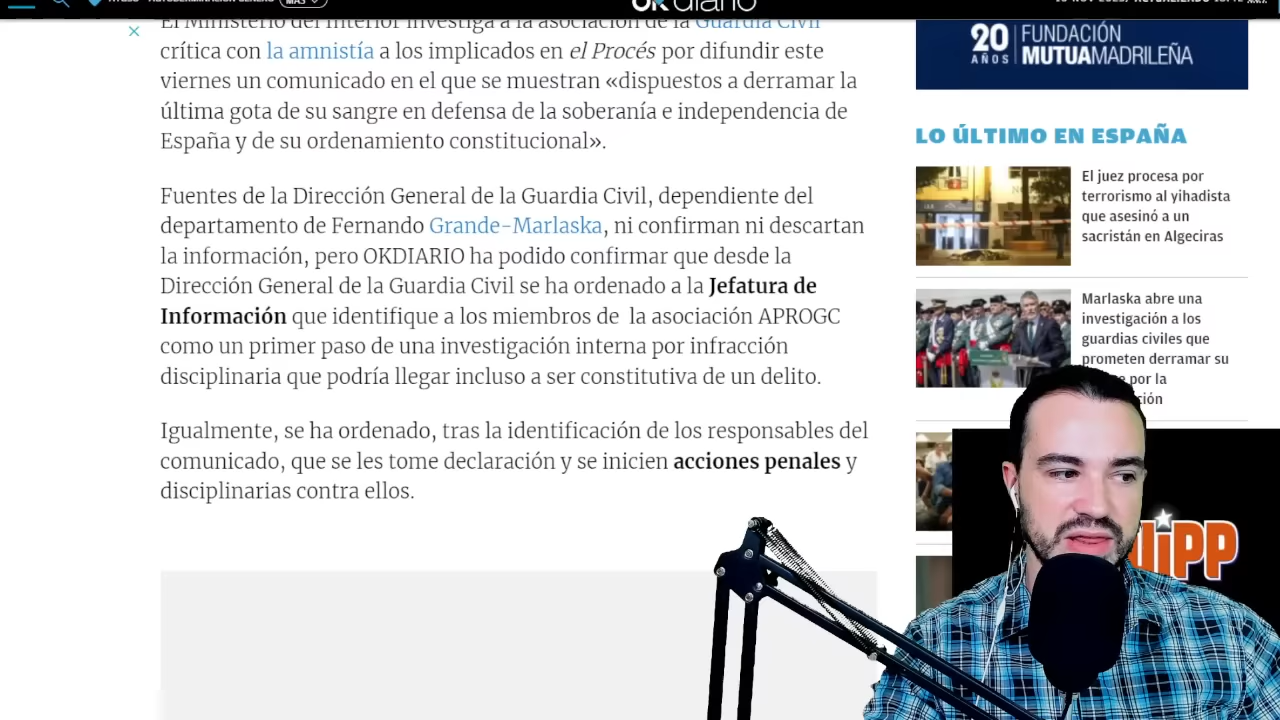 MÁS
okdiario
El Ministerio del Interior investiga a la asociación de la Guardia Civil
crítica con la amnistía a los implicados en el Procés por difundir este
viernes un comunicado en el que se muestran «dispuestos a derramar la
última gota de su sangre en defensa de la soberanía e independencia de
España y de su ordenamiento constitucional».
Fuentes de la Dirección General de la Guardia Civil, dependiente del
departamento de Fernando Grande-Marlaska, ni confirman ni descartan
la información, pero OKDIARIO ha podido confirmar que desde la
Dirección General de la Guardia Civil se ha ordenado a la Jefatura de
Información que identifique a los miembros de la asociación APROGC
como un primer paso de una investigación interna por infracción
disciplinaria que podría llegar incluso a ser constitutiva de un delito.
Igualmente, se ha ordenado, tras la identificación de los responsables del
comunicado, que se les tome declaración y se inicien acciones penales y
disciplinarias contra ellos.
20 AÑOS
FUNDACIÓN
MUTUAMADRILEÑA
LO ÚLTIMO EN ESPAÑA
El juez procesa por
terrorismo al yihadista
que asesinó a un
sacristán en Algeciras
Marlaska abre una
investigación a los
guardias civiles que
prometen derramar su
por la